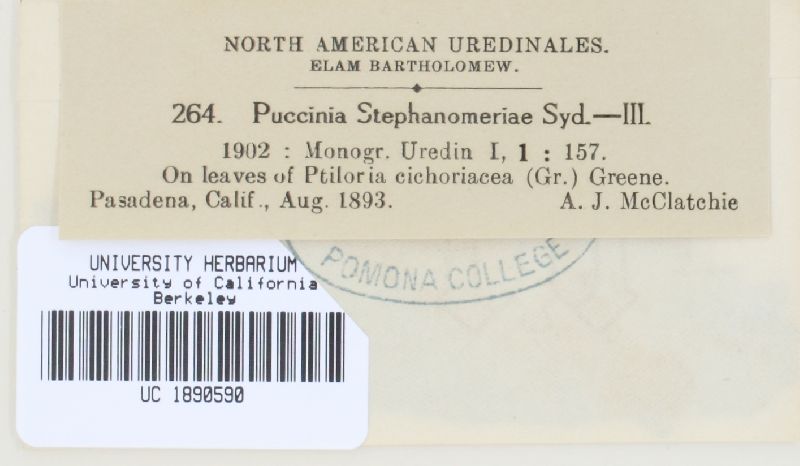 NORTH AMERICAN UREDINALES.
ELAM BARTHOLOMEW.
264. Puccinia Stephanomeriae Syd.—III.
1902 : Monogr. Uredin I, 1 : 157.
On leaves of Ptiloria cichoriacea (Gr.) Greene.
Pasadena, Calif., Aug. 1893. A. J. McClatchie
POMONA COLLEGE
UNIVERSITY HERBARIUM
University of California
Berkeley
UC 1890590